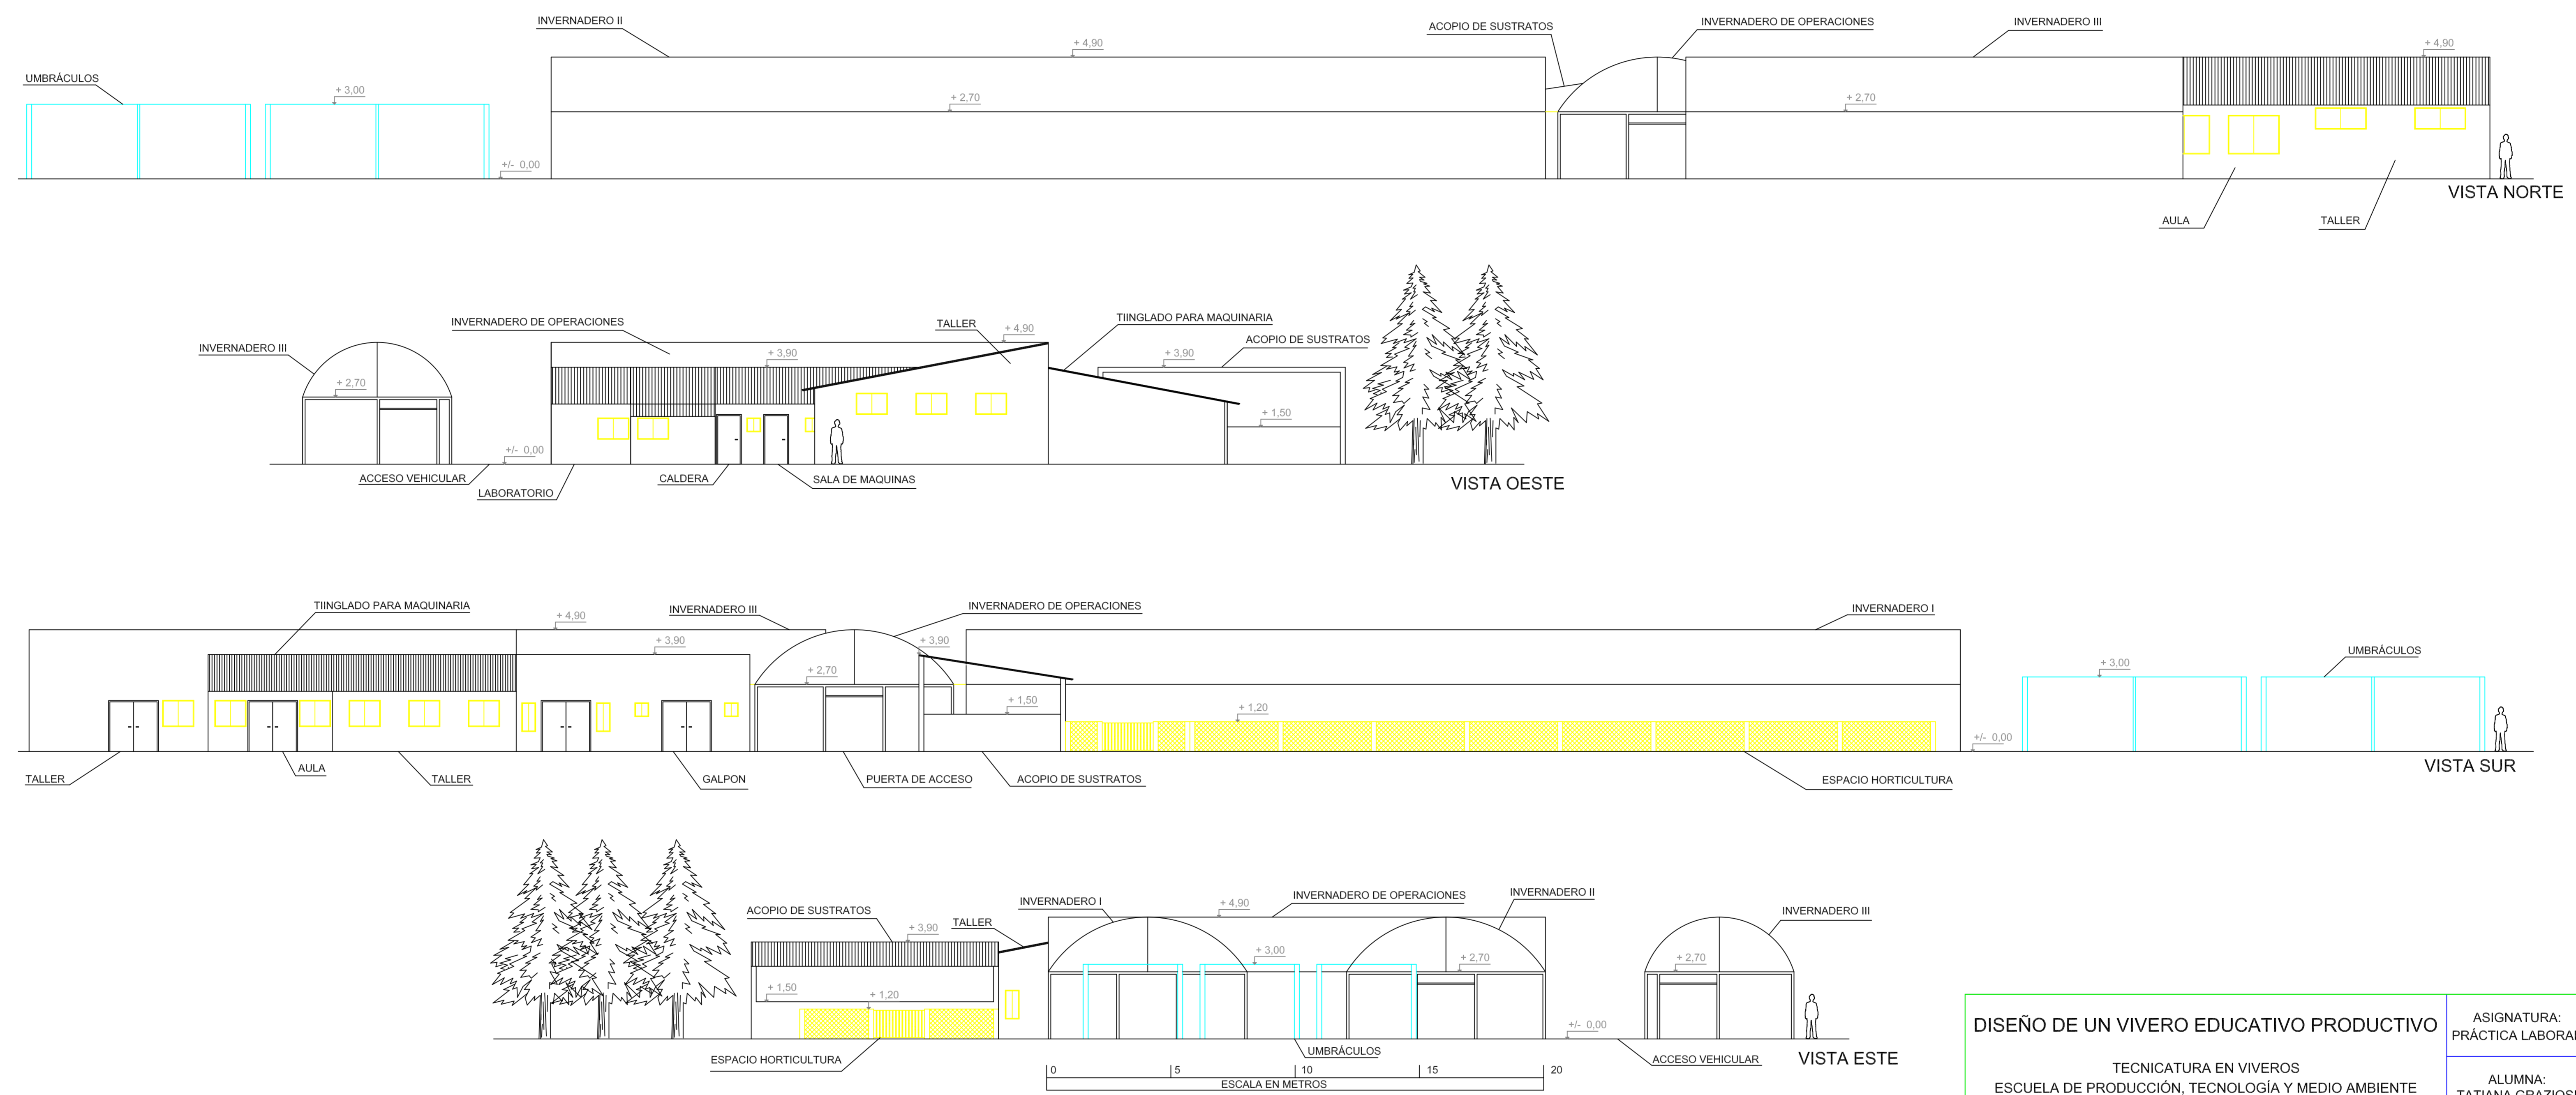 INVERNADERO II
ACOPIO DE SUSTRATOS
INVERNADERO DE OPERACIONES
INVERNADERO III
+ 4,90
+ 4,90
UMBRÁCULOS
+ 3,00
+ 2,70
+ 2,70
+/- 0,00
VISTA NORTE
AULA
TALLER
INVERNADERO III
INVERNADERO DE OPERACIONES
TALLER
TIINGLADO PARA MAQUINARIA
+ 4,90
ACOPIO DE SUSTRATOS
+ 3,90
+ 3,90
+ 2,70
+ 1,50
+/- 0,00
ACCESO VEHICULAR
LABORATORIO
CALDERA
SALA DE MAQUINAS
VISTA OESTE
TIINGLADO PARA MAQUINARIA
+ 4,90
INVERNADERO III
INVERNADERO DE OPERACIONES
INVERNADERO I
+ 3,90
+ 3,90
UMBRÁCULOS
+ 2,70
+ 3,00
+ 1,50
+ 1,20
+/- 0,00
VISTA SUR
TALLER
AULA
TALLER
GALPON
PUERTA DE ACCESO
ACOPIO DE SUSTRATOS
ESPACIO HORTICULTURA
ACOPIO DE SUSTRATOS
TALLER
INVERNADERO I
INVERNADERO DE OPERACIONES
INVERNADERO II
INVERNADERO III
+ 4,90
+ 3,90
+ 3,00
+ 2,70
+ 2,70
+ 1,50
+ 1,20
+/- 0,00
ESPACIO HORTICULTURA
UMBRÁCULOS
ACCESO VEHICULAR
VISTA ESTE
0 5 10 15 20
ESCALA EN METROS
DISEÑO DE UN VIVERO EDUCATIVO PRODUCTIVO
TECNICATURA EN VIVEROS
ESCUELA DE PRODUCCIÓN, TECNOLOGÍA Y MEDIO AMBIENTE
ASIGNATURA:
PRÁCTICA LABORAL
ALUMNA:
TATIANA